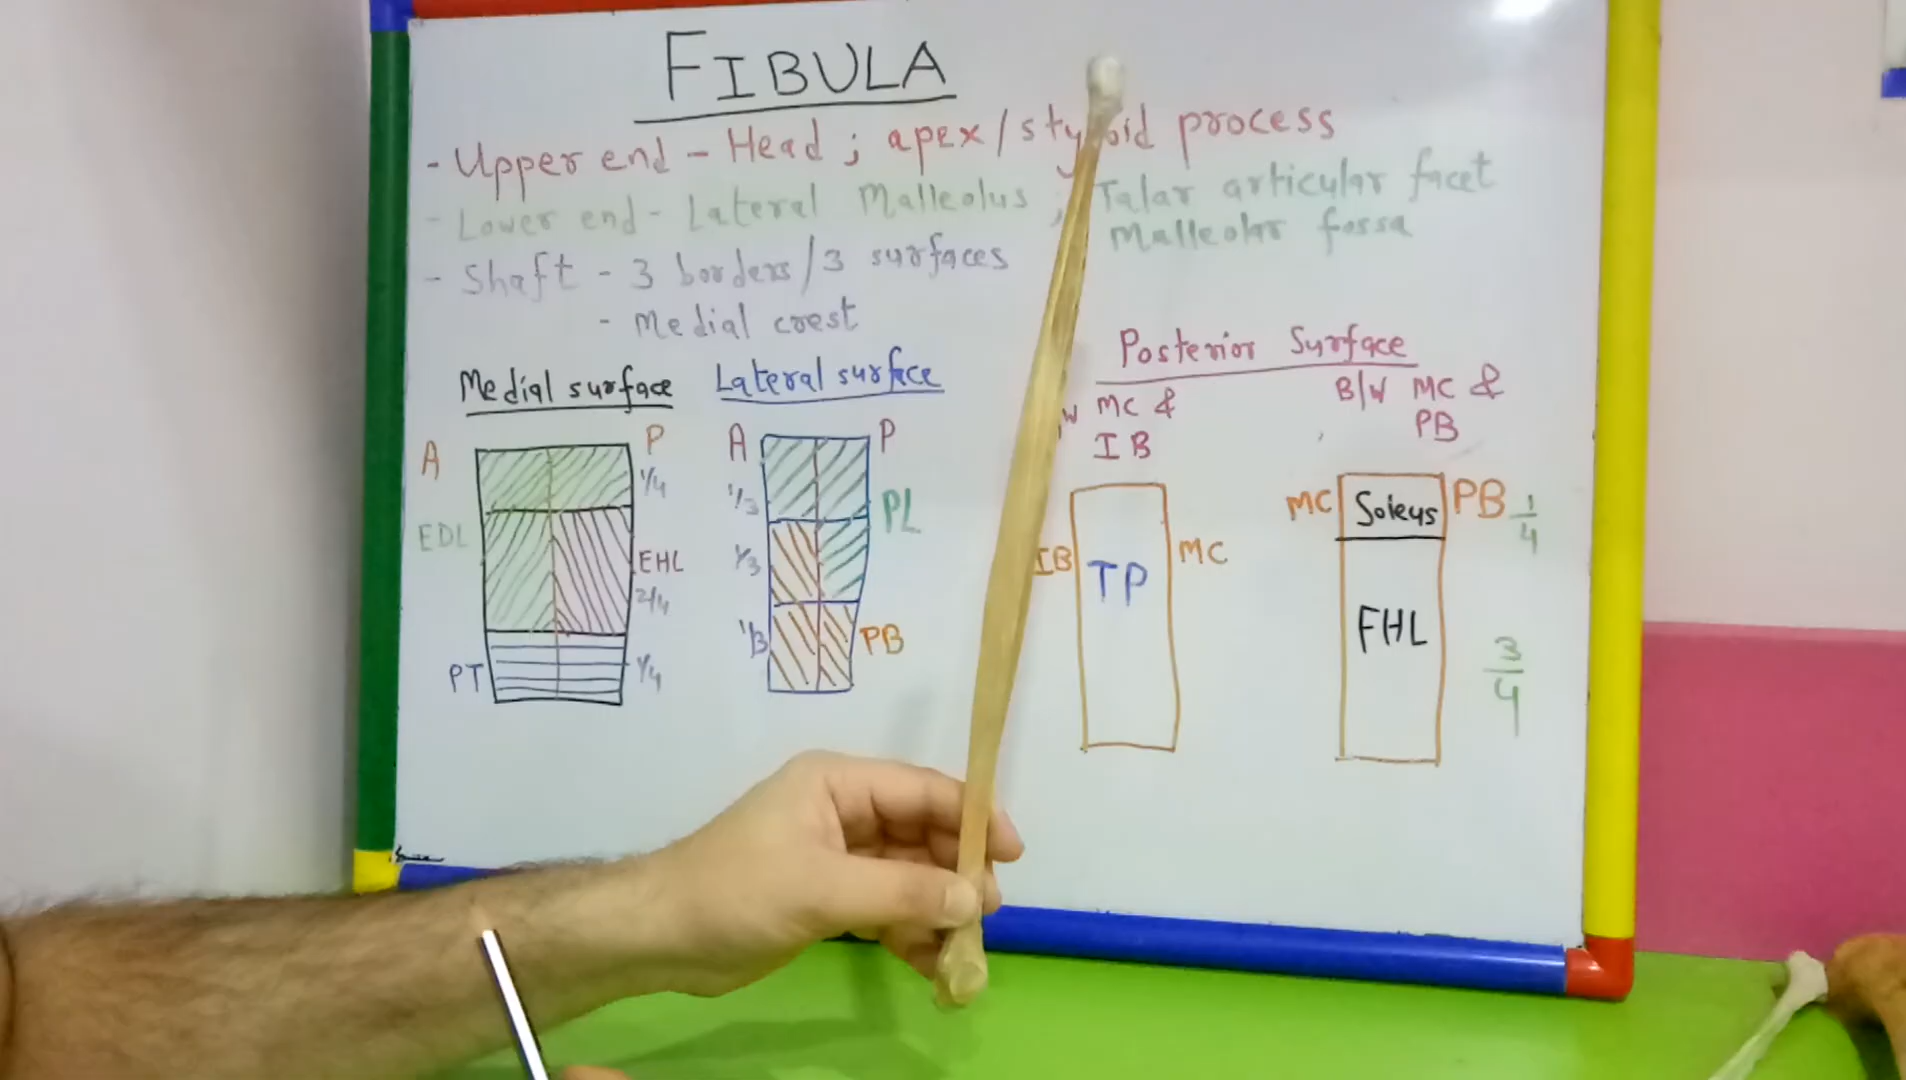 FIBULA
- Upper end - Head ; apex / styloid process
- Lower end - Lateral Malleolus ; Talar articular facet
Malleolar fossa
- Shaft - 3 borders / 3 surfaces
- Medial crest
Medial surface
A P
1/4
EDL
EHL
2/4
PT 1/4
Lateral surface
A P
1/3
PL
1/3
1/3 PB
Posterior Surface
W MC &
IB
IB TP MC
B/W MC &
PB
MC Soleus PB 1/4
FHL
3/4